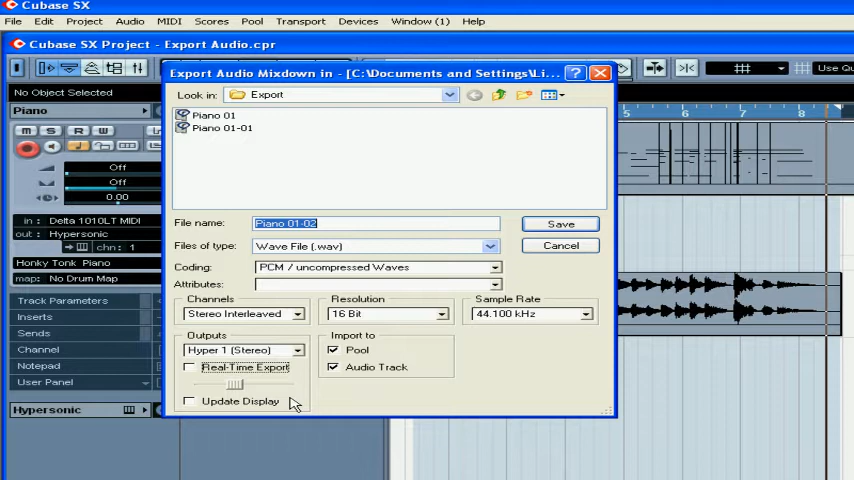 Cubase SX
File Edit Project Audio MIDI Scores Pool Transport Devices Window (1) Help
Cubase SX Project - Export Audio.cpr
Export Audio Mixdown in - [C:\Documents and Settings\Li...
Use Qu
No Object Selected
Look in: Export
Piano
5 6 7 8
Piano 01
Piano 01-01
M S R W
Off
Off
0.00
in : Delta 1010LT MIDI
out : Hypersonic
chn : 1
Honky Tonk Piano
map: No Drum Map
Track Parameters
Inserts
Sends
Channel
Notepad
User Panel
Hypersonic
File name: Piano 01-02 Save
Files of type: Wave File (.wav) Cancel
Coding: PCM / uncompressed Waves
Attributes:
Channels Resolution Sample Rate
Stereo Interleaved 16 Bit 44.100 kHz
Outputs Import to
Hyper 1 (Stereo) Pool
Real-Time Export Audio Track
Update Display